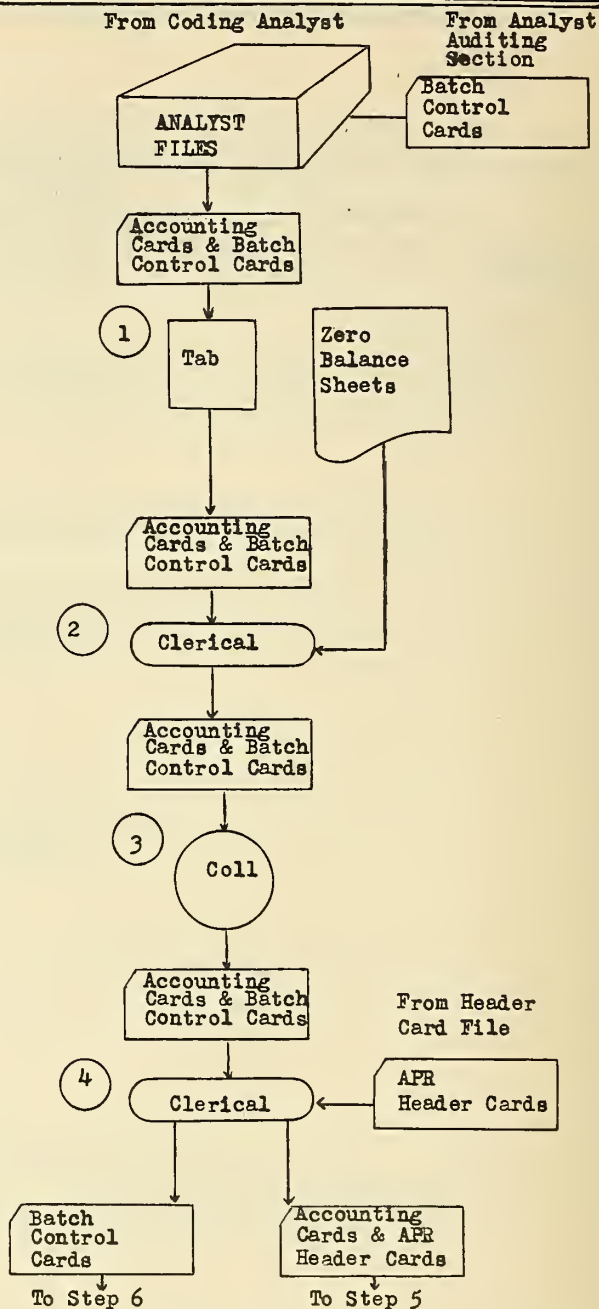 From Coding Analyst
From Analyst
Auditing
Section
ANALYST
FILES
Batch
Control
Cards
Accounting
Cards & Batch
Control Cards
1
Tab
Zero
Balance
Sheets
Accounting
Cards & Batch
Control Cards
2
Clerical
Accounting
Cards & Batch
Control Cards
3
Coll
Accounting
Cards & Batch
Control Cards
From Header
Card File
4
Clerical
APR
Header Cards
Batch
Control
Cards
Accounting
Cards & APR
Header Cards
To Step 6
To Step 5